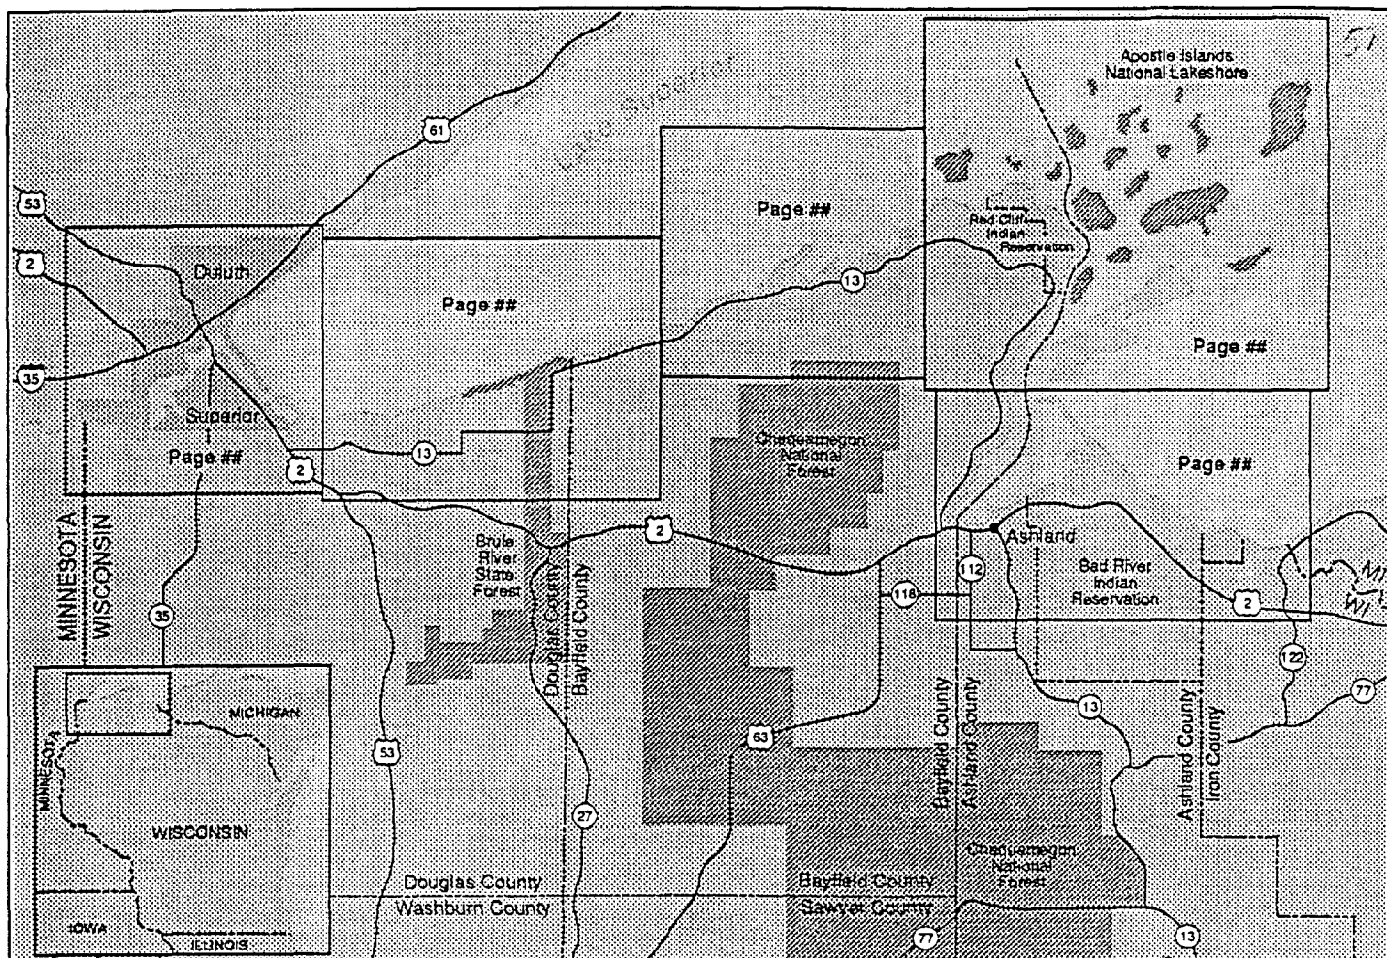 Apostle Islands
National Lakeshore
61
Lake Superior
53
Page ##
Red Cliff
Indian
Reservation
2
Duluth
13
Page ##
Page ##
35
Superior
Chequamegon
National
Forest
Page ##
13
Page ##
2
MINNESOTA
WISCONSIN
2
Ashland
Brule
River
State
Forest
112
Bad River
Indian
Reservation
118
2
MI
WI
35
Douglas County
Bayfield County
122
77
MICHIGAN
13
MINNESOTA
53
63
Bayfield County
Ashland County
Ashland County
Iron County
WISCONSIN
27
Chequamegon
National
Forest
Douglas County
Washburn County
Bayfield County
Sawyer County
IOWA
ILLINOIS
77
13